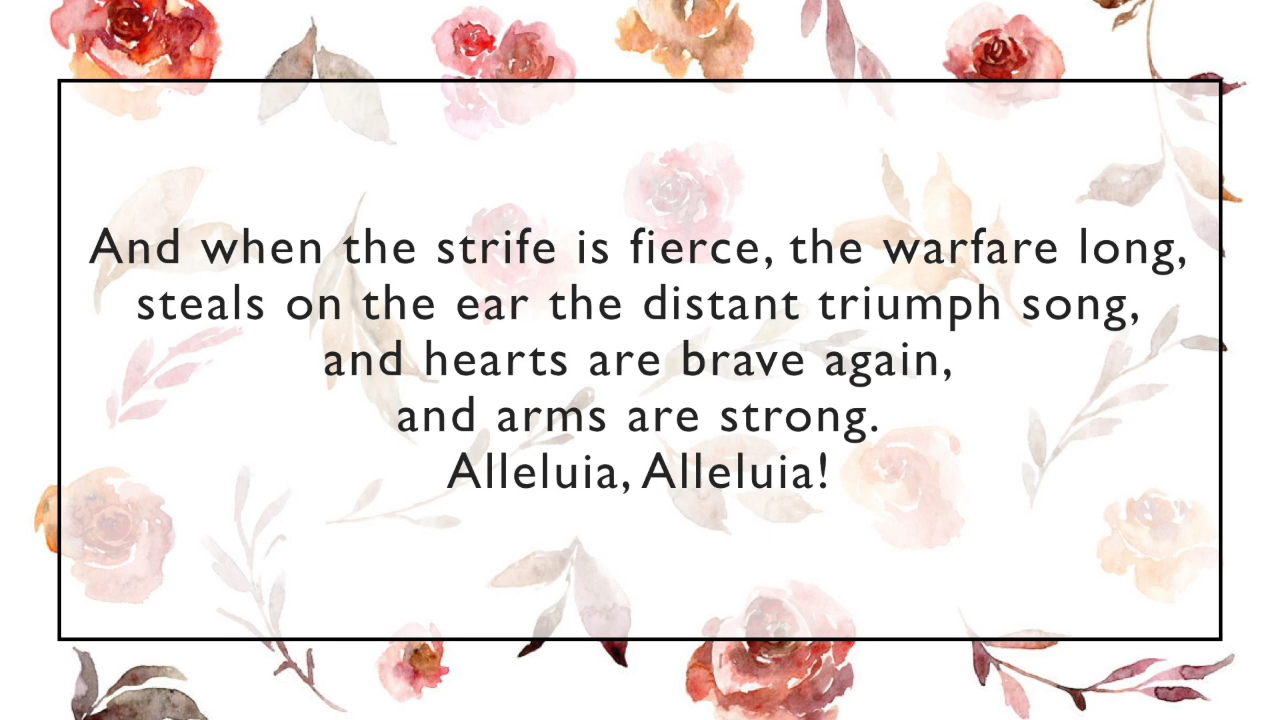 And when the strife is fierce, the warfare long,
steals on the ear the distant triumph song,
and hearts are brave again,
and arms are strong.
Alleluia, Alleluia!